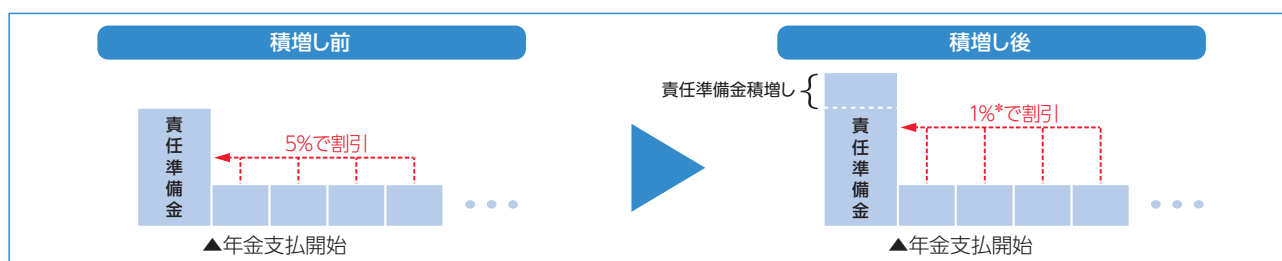 積増し前
責任準備金
5%で割引
▲年金支払開始
積増し後
責任準備金積増し
責任準備金
1%*で割引
▲年金支払開始